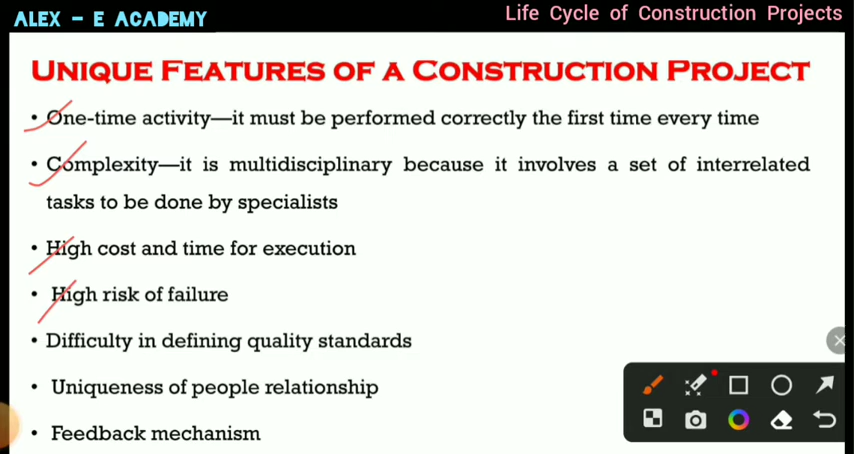 ALEX - E ACADEMY
Life Cycle of Construction Projects
UNIQUE FEATURES OF A CONSTRUCTION PROJECT
• One-time activity—it must be performed correctly the first time every time
• Complexity—it is multidisciplinary because it involves a set of interrelated
tasks to be done by specialists
• High cost and time for execution
• High risk of failure
• Difficulty in defining quality standards
• Uniqueness of people relationship
• Feedback mechanism